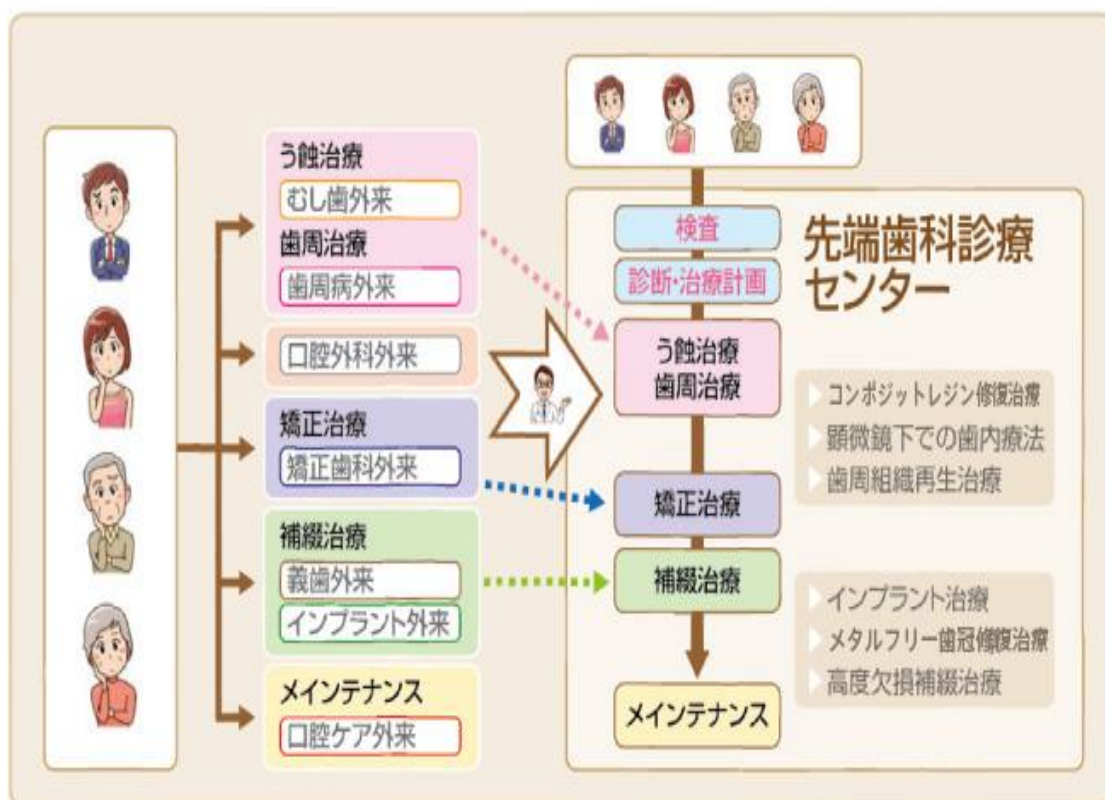 う蝕治療
むし歯外来
歯周治療
歯周病外来
口腔外科外来
矯正治療
矯正歯科外来
補綴治療
義歯外来
インプラント外来
メインテナンス
口腔ケア外来
先端歯科診療
センター
検査
診断・治療計画
う蝕治療
歯周治療
コンポジットレジン修復治療
顕微鏡下での歯内療法
歯周組織再生治療
矯正治療
補綴治療
インプラント治療
メタルフリー歯冠修復治療
高度欠損補綴治療
メインテナンス